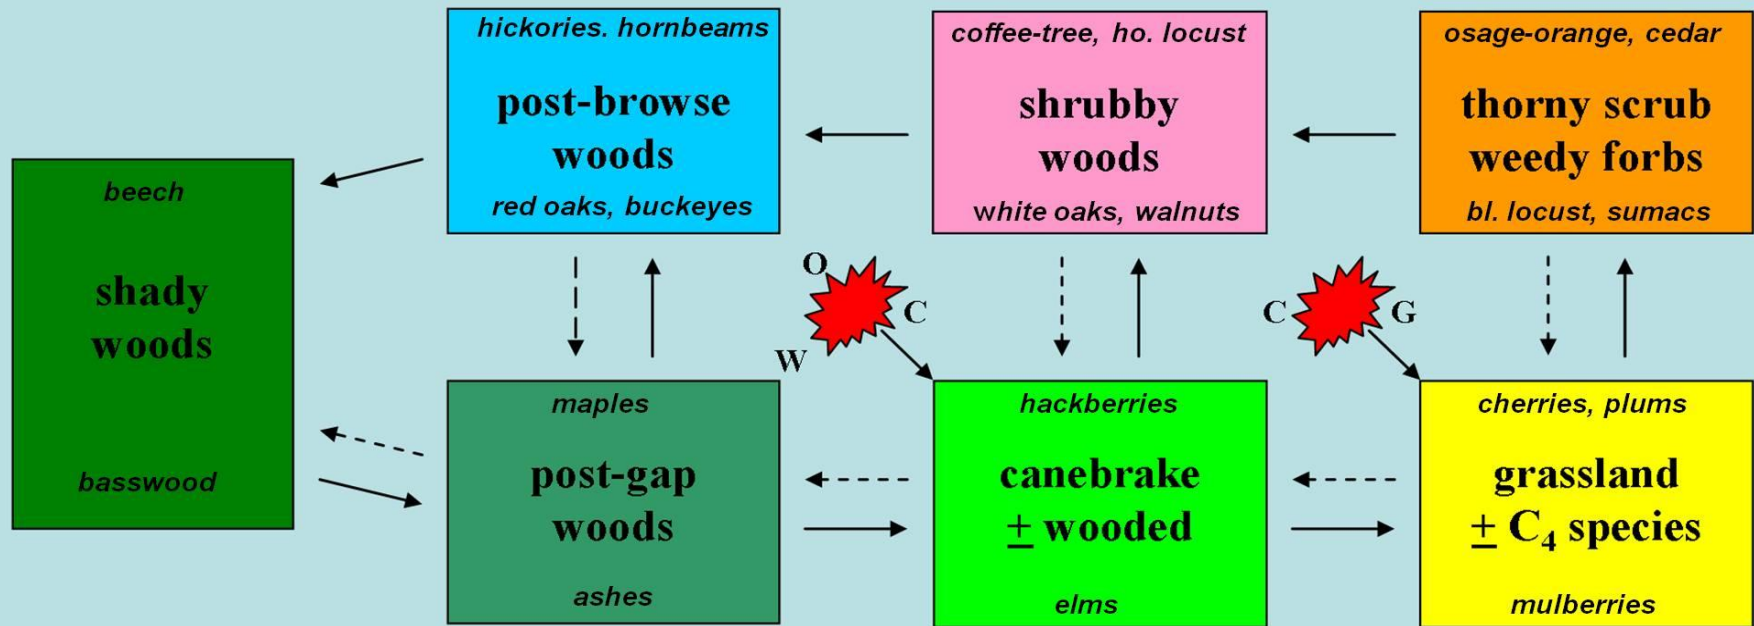 hickories. hornbeams
post-browse
woods
red oaks, buckeyes
coffee-tree, ho. locust
shrubby
woods
white oaks, walnuts
osage-orange, cedar
thorny scrub
weedy forbs
bl. locust, sumacs
beech
shady
woods
basswood
O
C
W
C
G
maples
post-gap
woods
ashes
hackberries
canebrake
± wooded
elms
cherries, plums
grassland
± C₄ species
mulberries